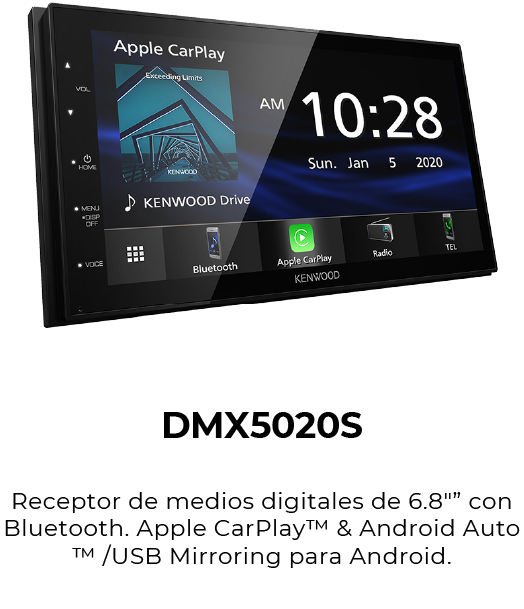 Apple CarPlay
Exceeding Limits
KENWOOD
KENWOOD Drive
AM 10:28
Sun. Jan 5 2020
VOL
HOME
MENU
•DISP
OFF
VOICE
Bluetooth
Apple CarPlay
Radio
TEL
KENWOOD
DMX5020S
Receptor de medios digitales de 6.8"” con
Bluetooth. Apple CarPlay™ & Android Auto
™ /USB Mirroring para Android.